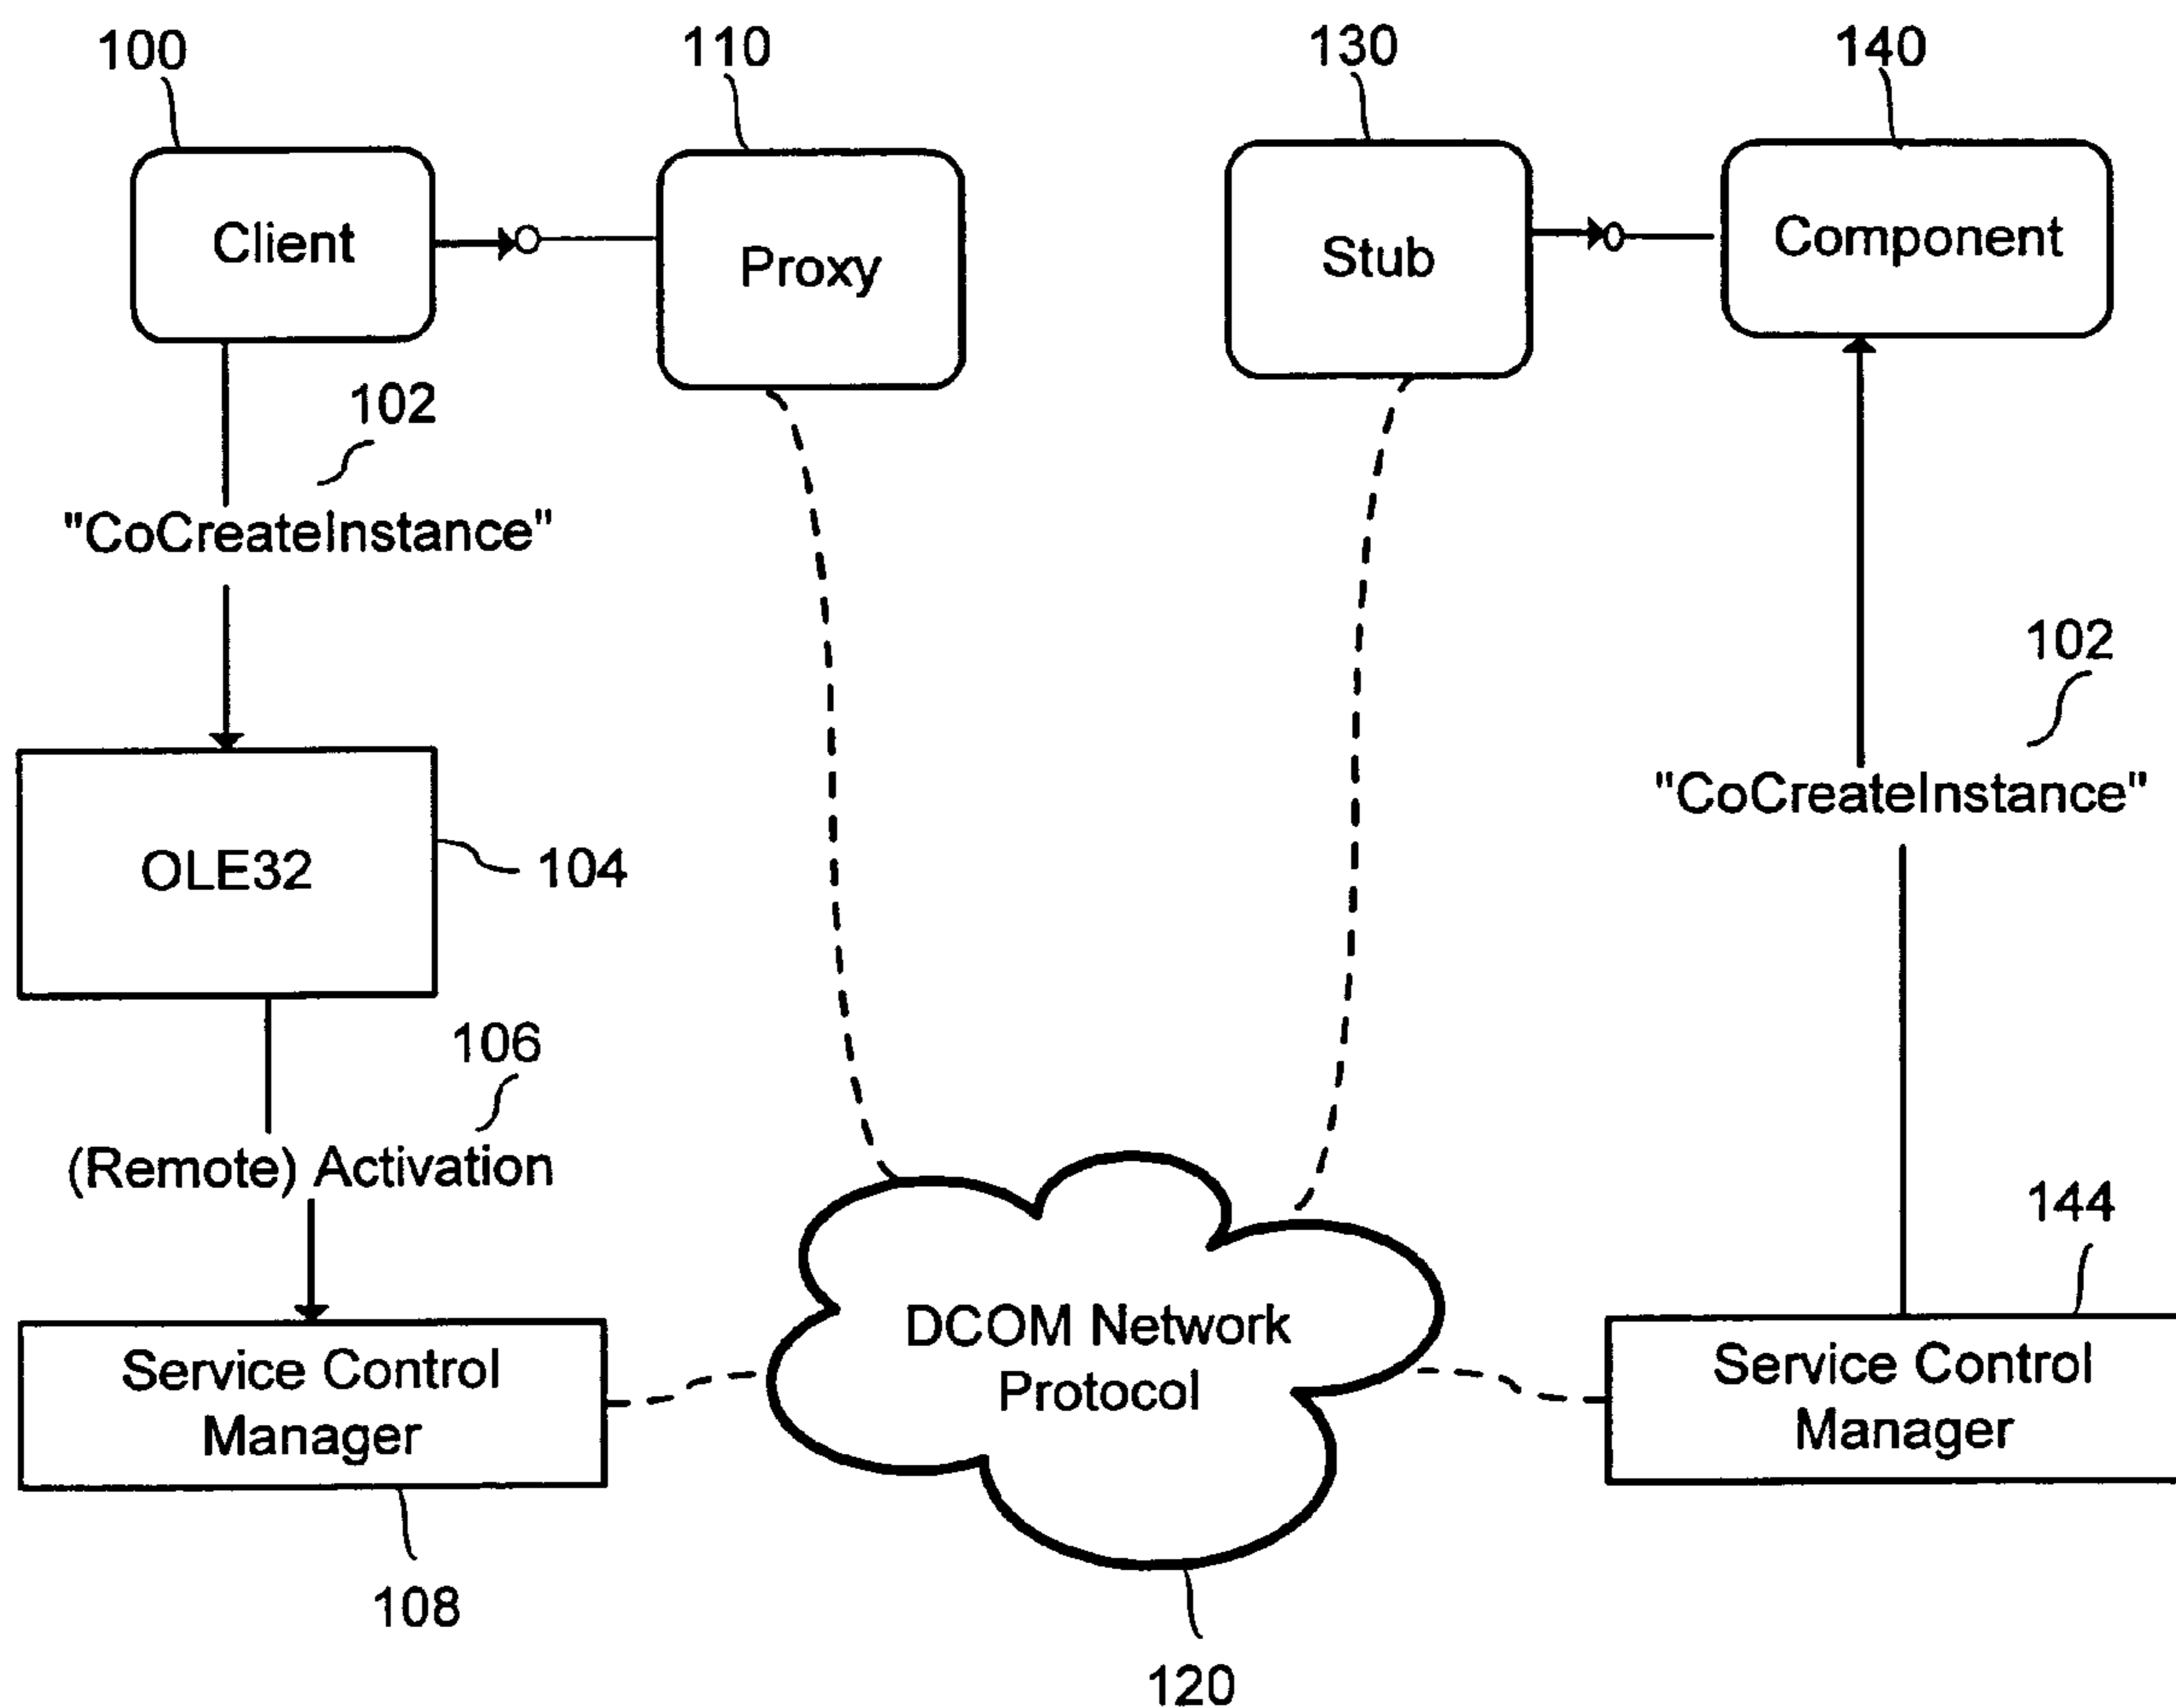 100
110
130
140
Client
Proxy
Stub
Component
102
"CoCreateInstance"
102
"CoCreateInstance"
OLE32
104
106
(Remote) Activation
144
DCOM Network
Protocol
Service Control
Manager
Service Control
Manager
108
120